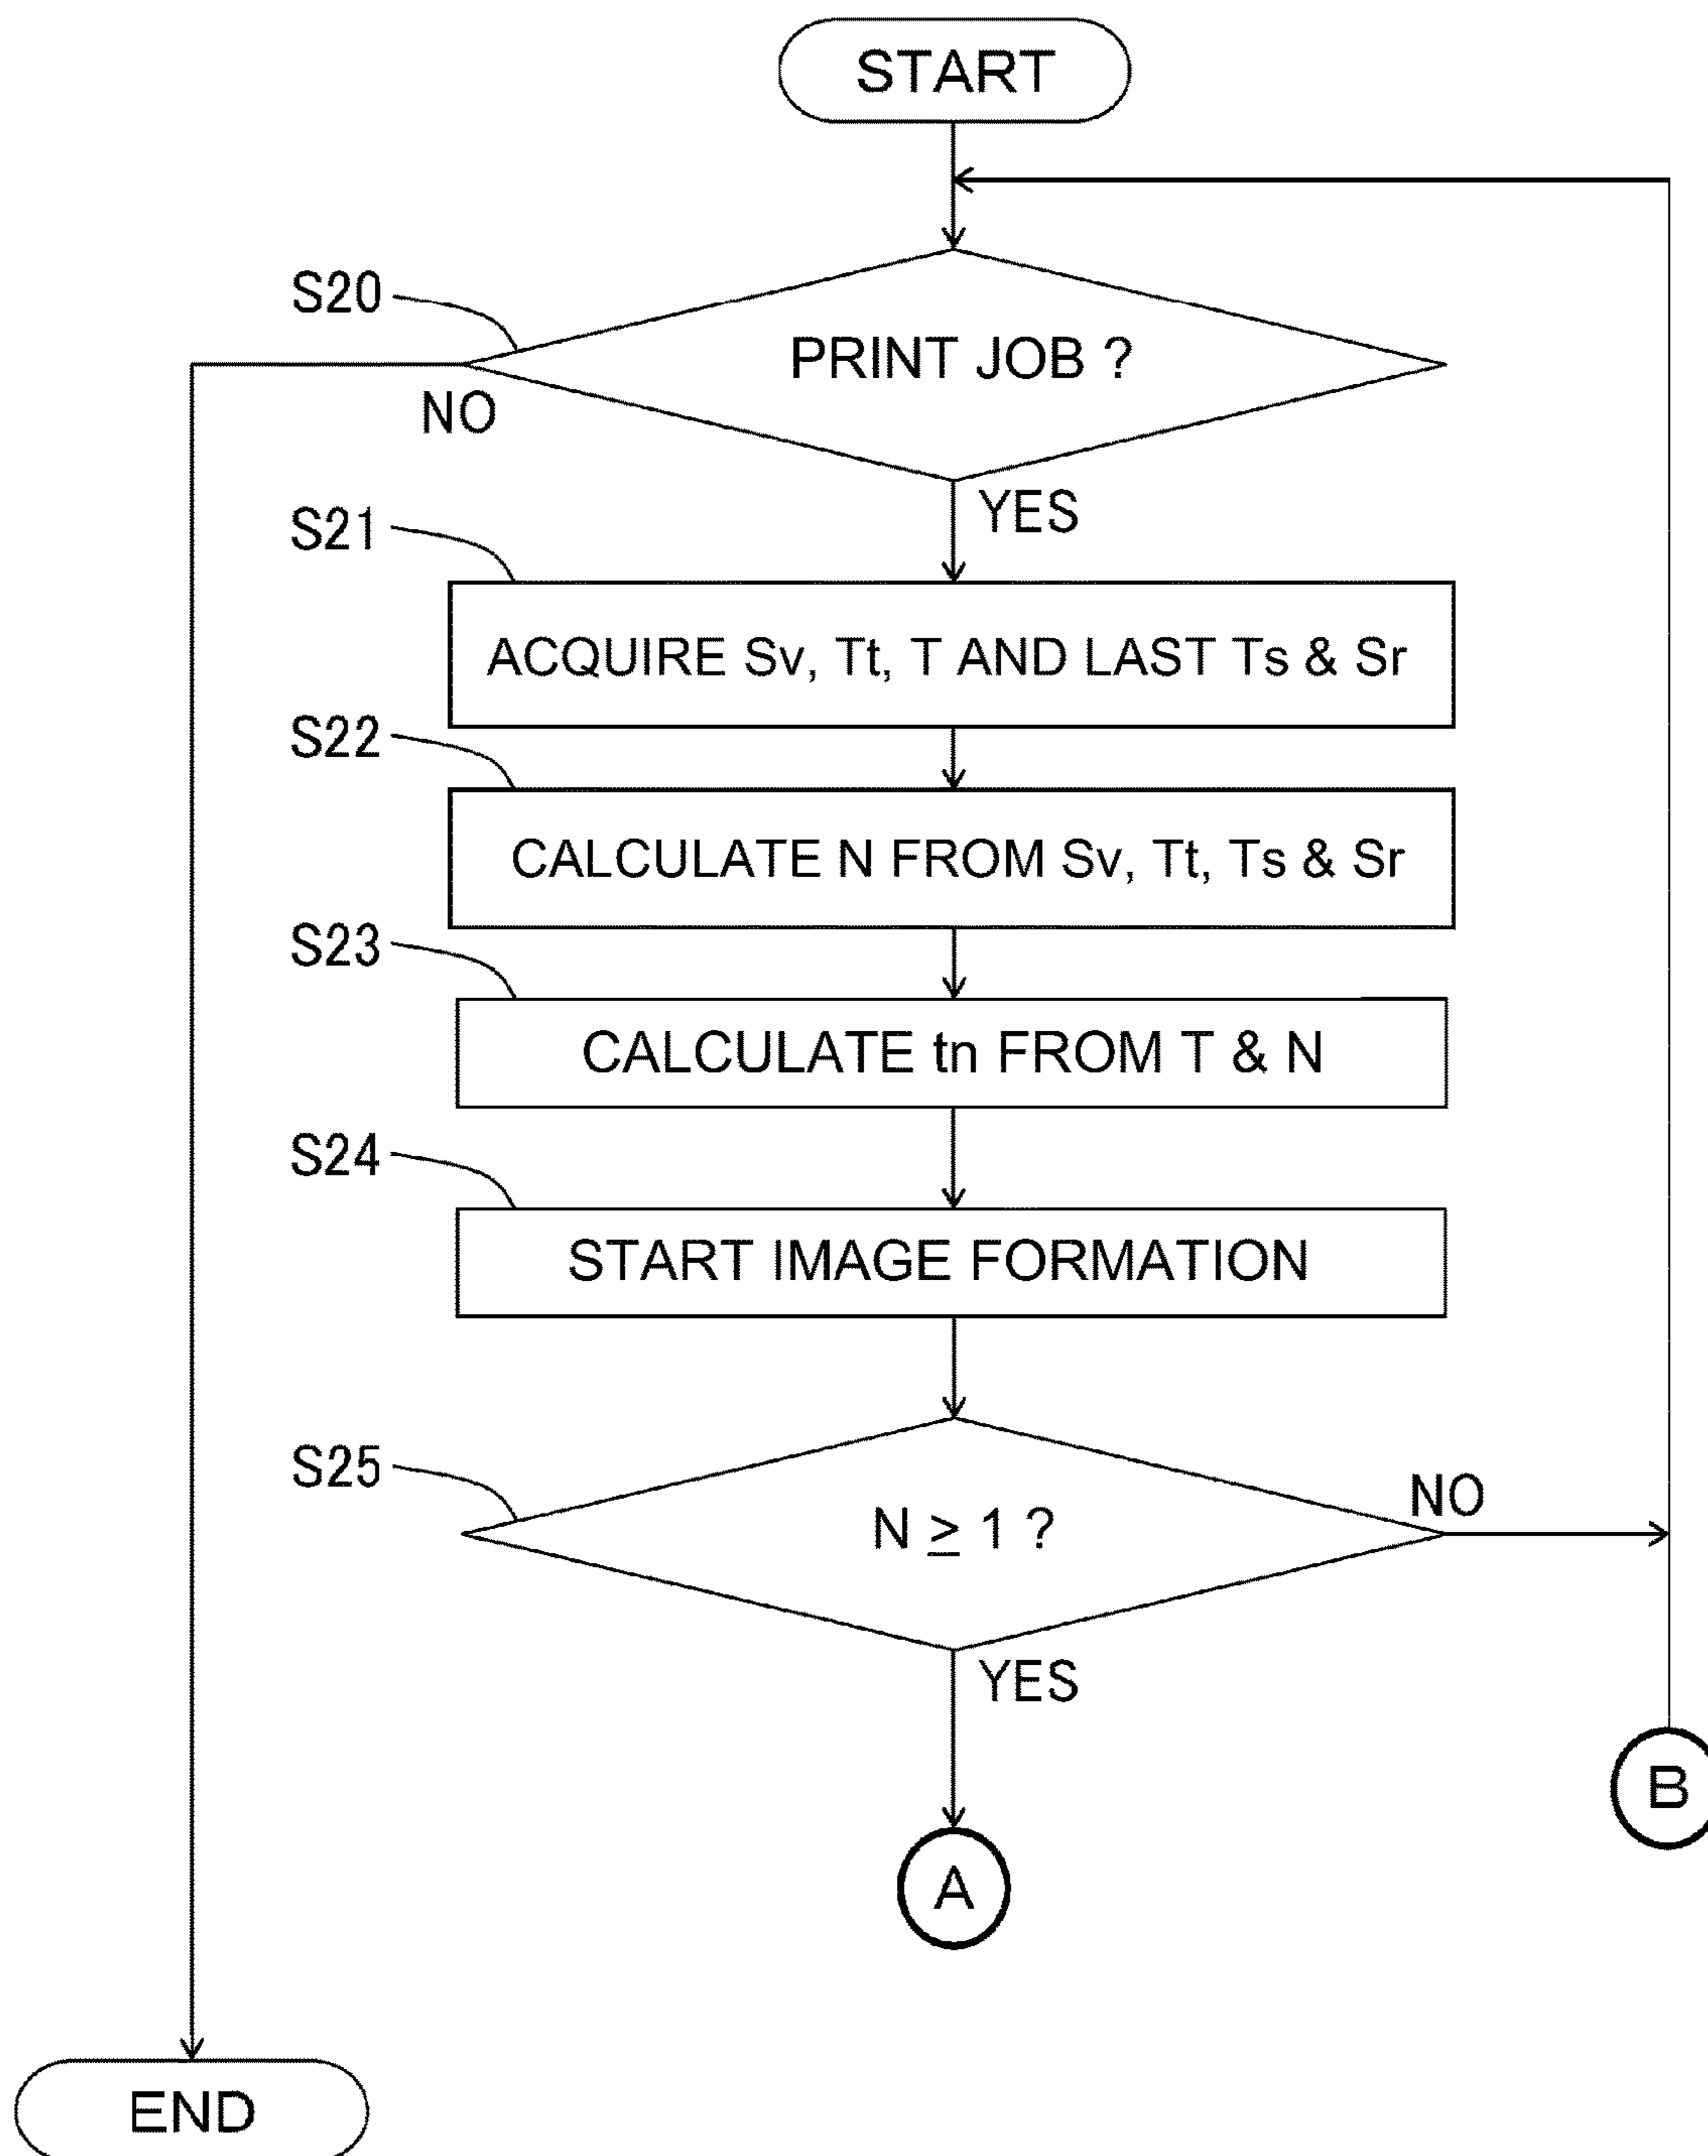 START
S20
PRINT JOB ?
NO
YES
S21
ACQUIRE Sv, Tt, T AND LAST Ts & Sr
S22
CALCULATE N FROM Sv, Tt, Ts & Sr
S23
CALCULATE tn FROM T & N
S24
START IMAGE FORMATION
S25
N ≥ 1 ?
NO
YES
B
A
END